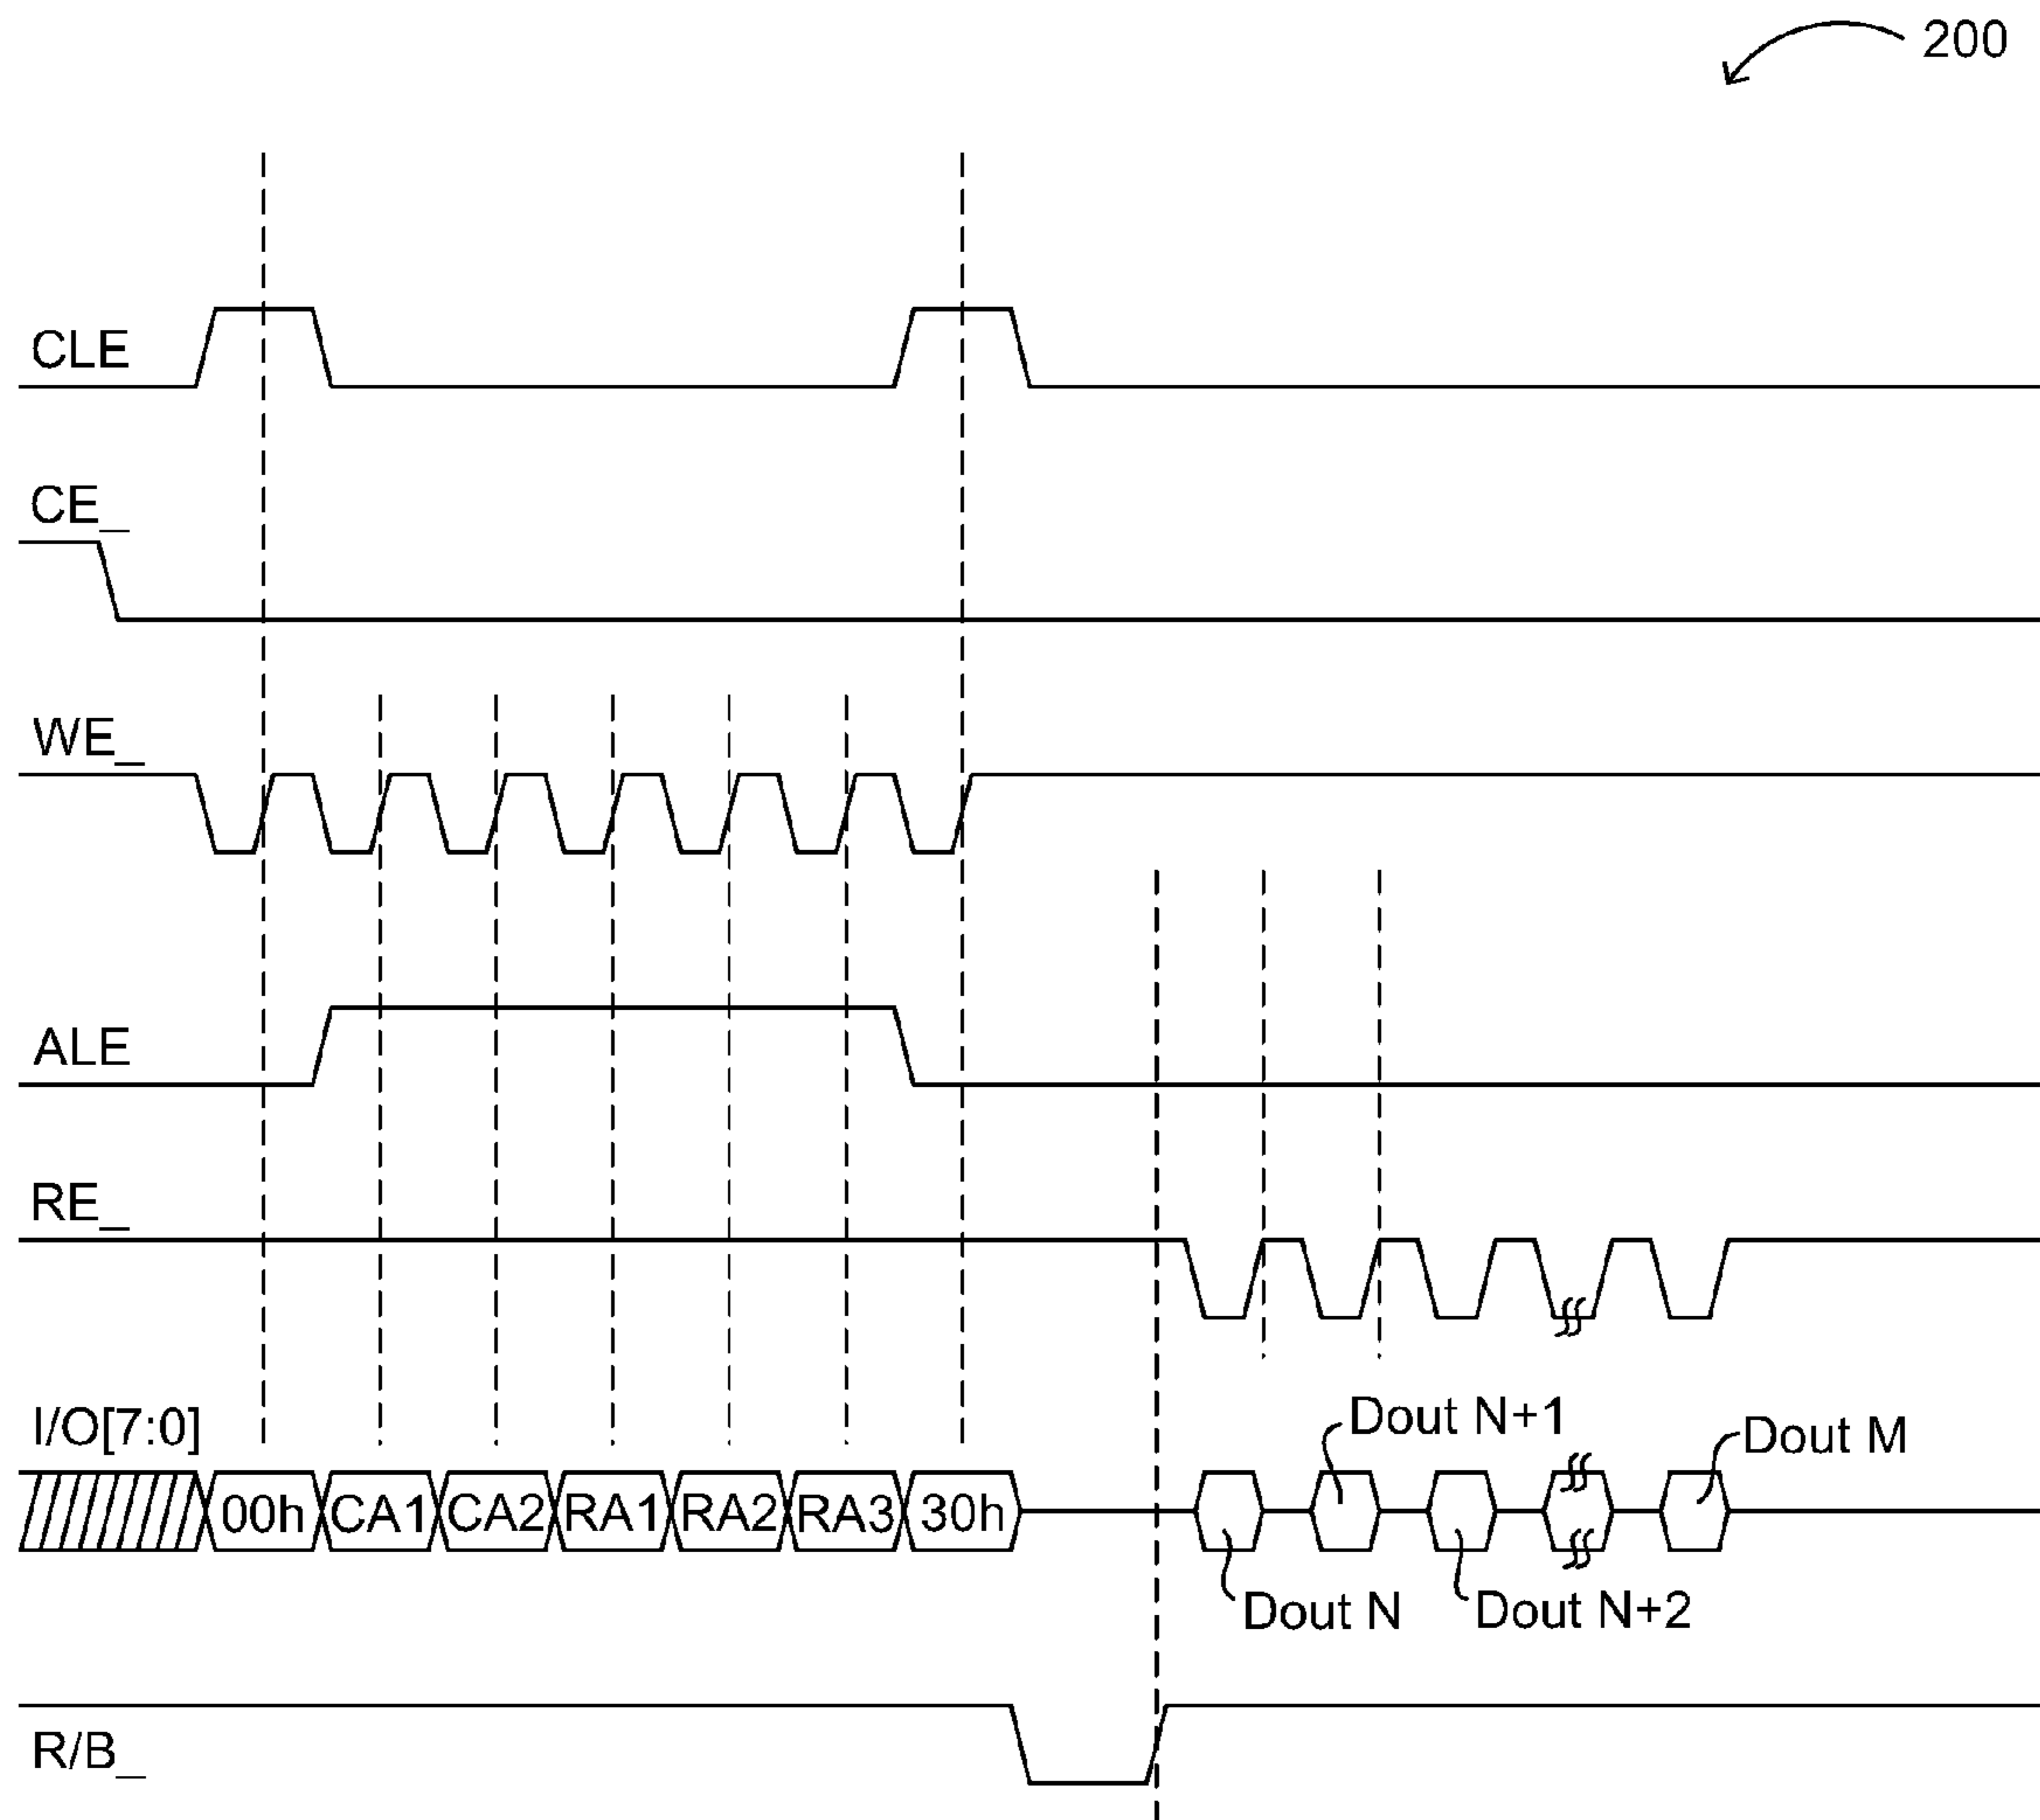 200
CLE
CE_
WE_
ALE
RE_
I/O[7:0]
Dout N+1
Dout M
00h CA1 CA2 RA1 RA2 RA3 30h
Dout N
Dout N+2
R/B_